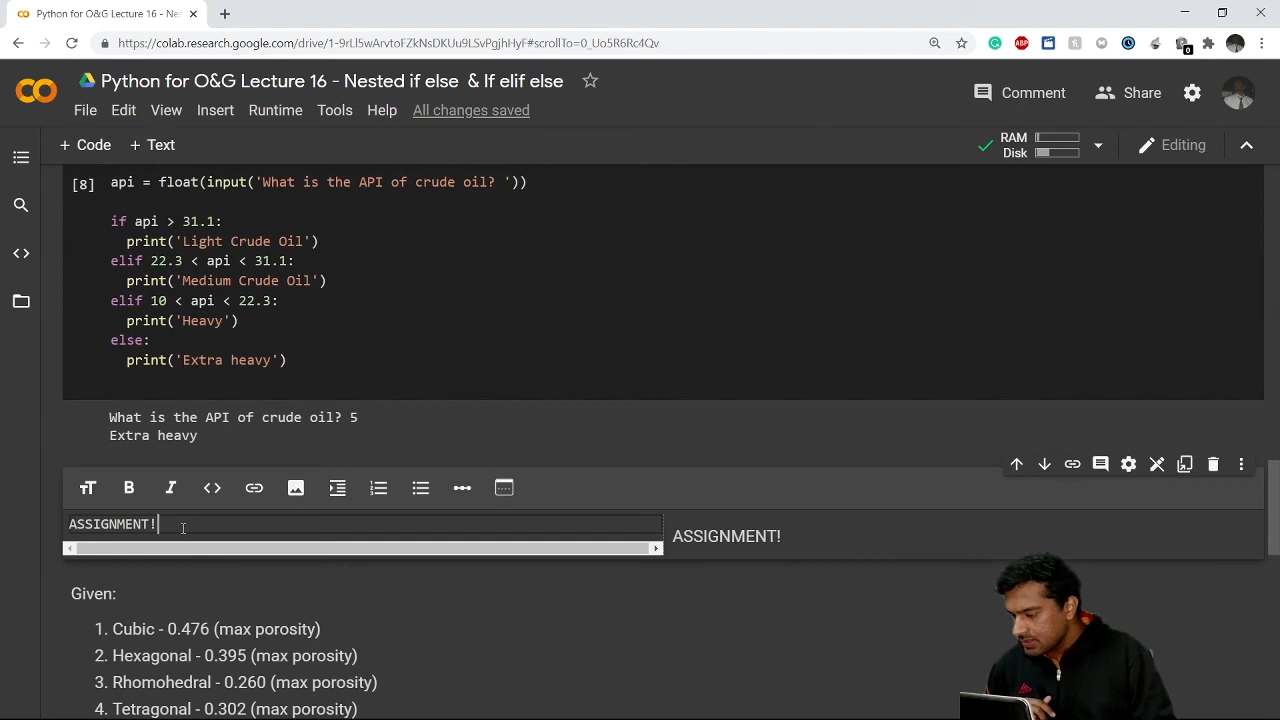 Python for O&G Lecture 16 - Nes
https://colab.research.google.com/drive/1-9rLl5wArvtoFZkNsDKUu9LSvPgjhLyF#scrollTo=0_Uo5R6Rc4Qv
Python for O&G Lecture 16 - Nested if else & If elif else
File Edit View Insert Runtime Tools Help All changes saved
Comment Share
+ Code + Text
RAM
Disk
Editing
[8] api = float(input('What is the API of crude oil? '))
if api > 31.1:
print('Light Crude Oil')
elif 22.3 < api < 31.1:
print('Medium Crude Oil')
elif 10 < api < 22.3:
print('Heavy')
else:
print('Extra heavy')
What is the API of crude oil? 5
Extra heavy
ASSIGNMENT!
ASSIGNMENT!
Given:
1. Cubic - 0.476 (max porosity)
2. Hexagonal - 0.395 (max porosity)
3. Rhomohedral - 0.260 (max porosity)
4. Tetragonal - 0.302 (max porosity)